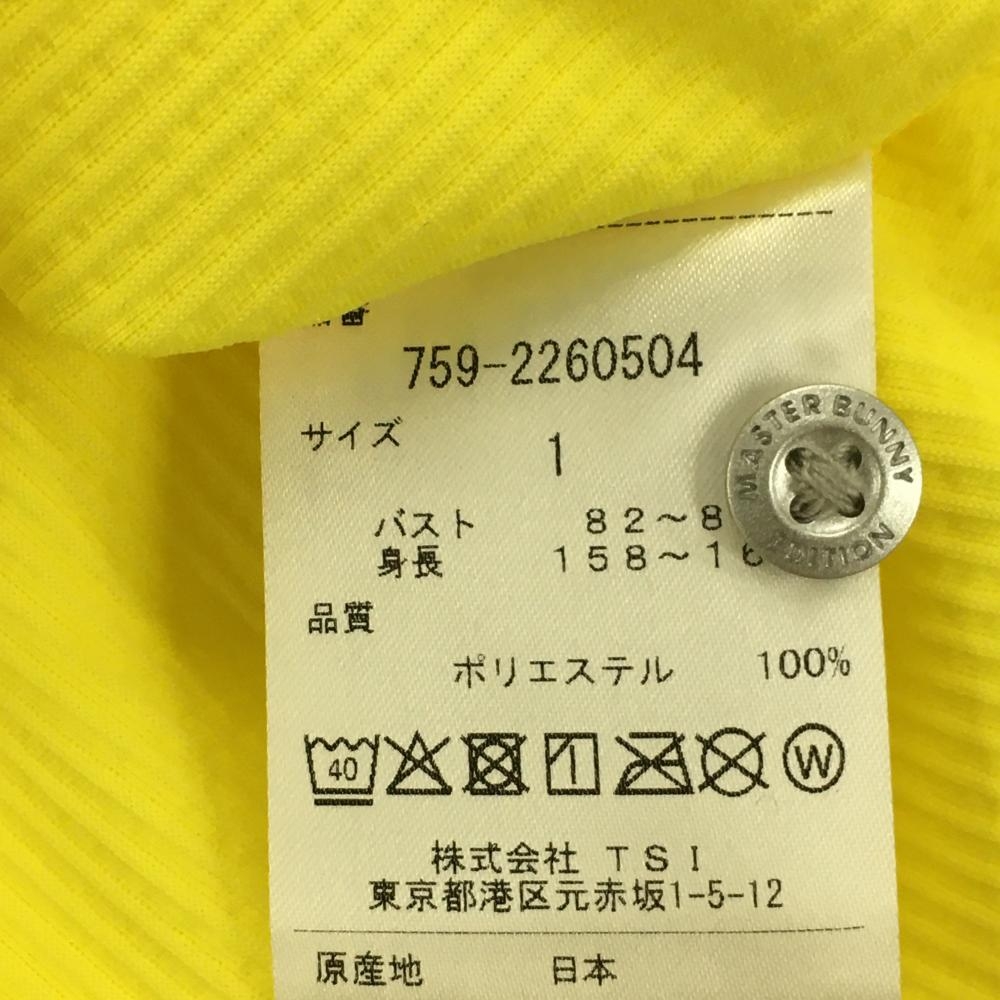 759-2260504
サイズ 1
バスト 82〜8
身長 158〜16
品質
ポリエステル 100%
40
W
株式会社 TSI
東京都港区元赤坂1-5-12
原産地 日本
MASTER BUNNY
EDITION